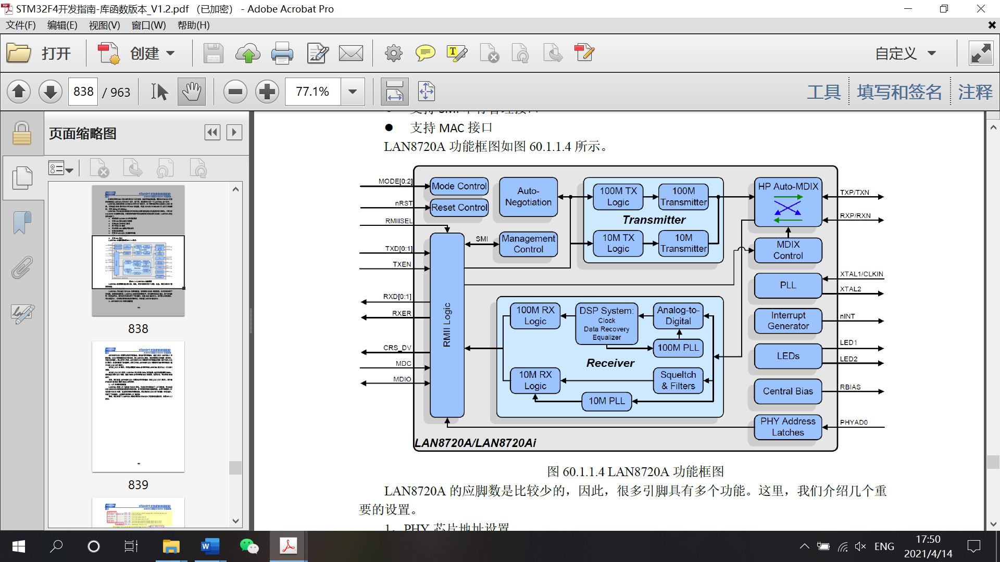 STM32F4开发指南-库函数版本_V1.2.pdf （已加密） - Adobe Acrobat Pro
文件(F) 编辑(E) 视图(V) 窗口(W) 帮助(H)
打开 创建 自定义
838 / 963 77.1% 工具 填写和签名 注释
页面缩略图
838
839
● 支持 MAC 接口
LAN8720A 功能框图如图 60.1.1.4 所示。
MODE[0:2]
nRST
RMIISEL
TXD[0:1]
TXEN
RXD[0:1]
RXER
CRS_DV
MDC
MDIO
Mode Control
Reset Control
RMII Logic
SMI
Auto-
Negotiation
Management
Control
100M TX
Logic
100M
Transmitter
Transmitter
10M TX
Logic
10M
Transmitter
100M RX
Logic
DSP System:
Clock
Data Recovery
Equalizer
Analog-to-
Digital
100M PLL
Receiver
10M RX
Logic
Squeltch
& Filters
10M PLL
HP Auto-MDIX
MDIX
Control
PLL
Interrupt
Generator
LEDs
Central Bias
PHY Address
Latches
TXP/TXN
RXP/RXN
XTAL1/CLKIN
XTAL2
nINT
LED1
LED2
RBIAS
PHYAD0
LAN8720A/LAN8720Ai
图 60.1.1.4 LAN8720A 功能框图
LAN8720A 的应脚数是比较少的，因此，很多引脚具有多个功能。这里，我们介绍几个重
要的设置。
1、PHY 芯片地址设置
ENG
17:50
2021/4/14